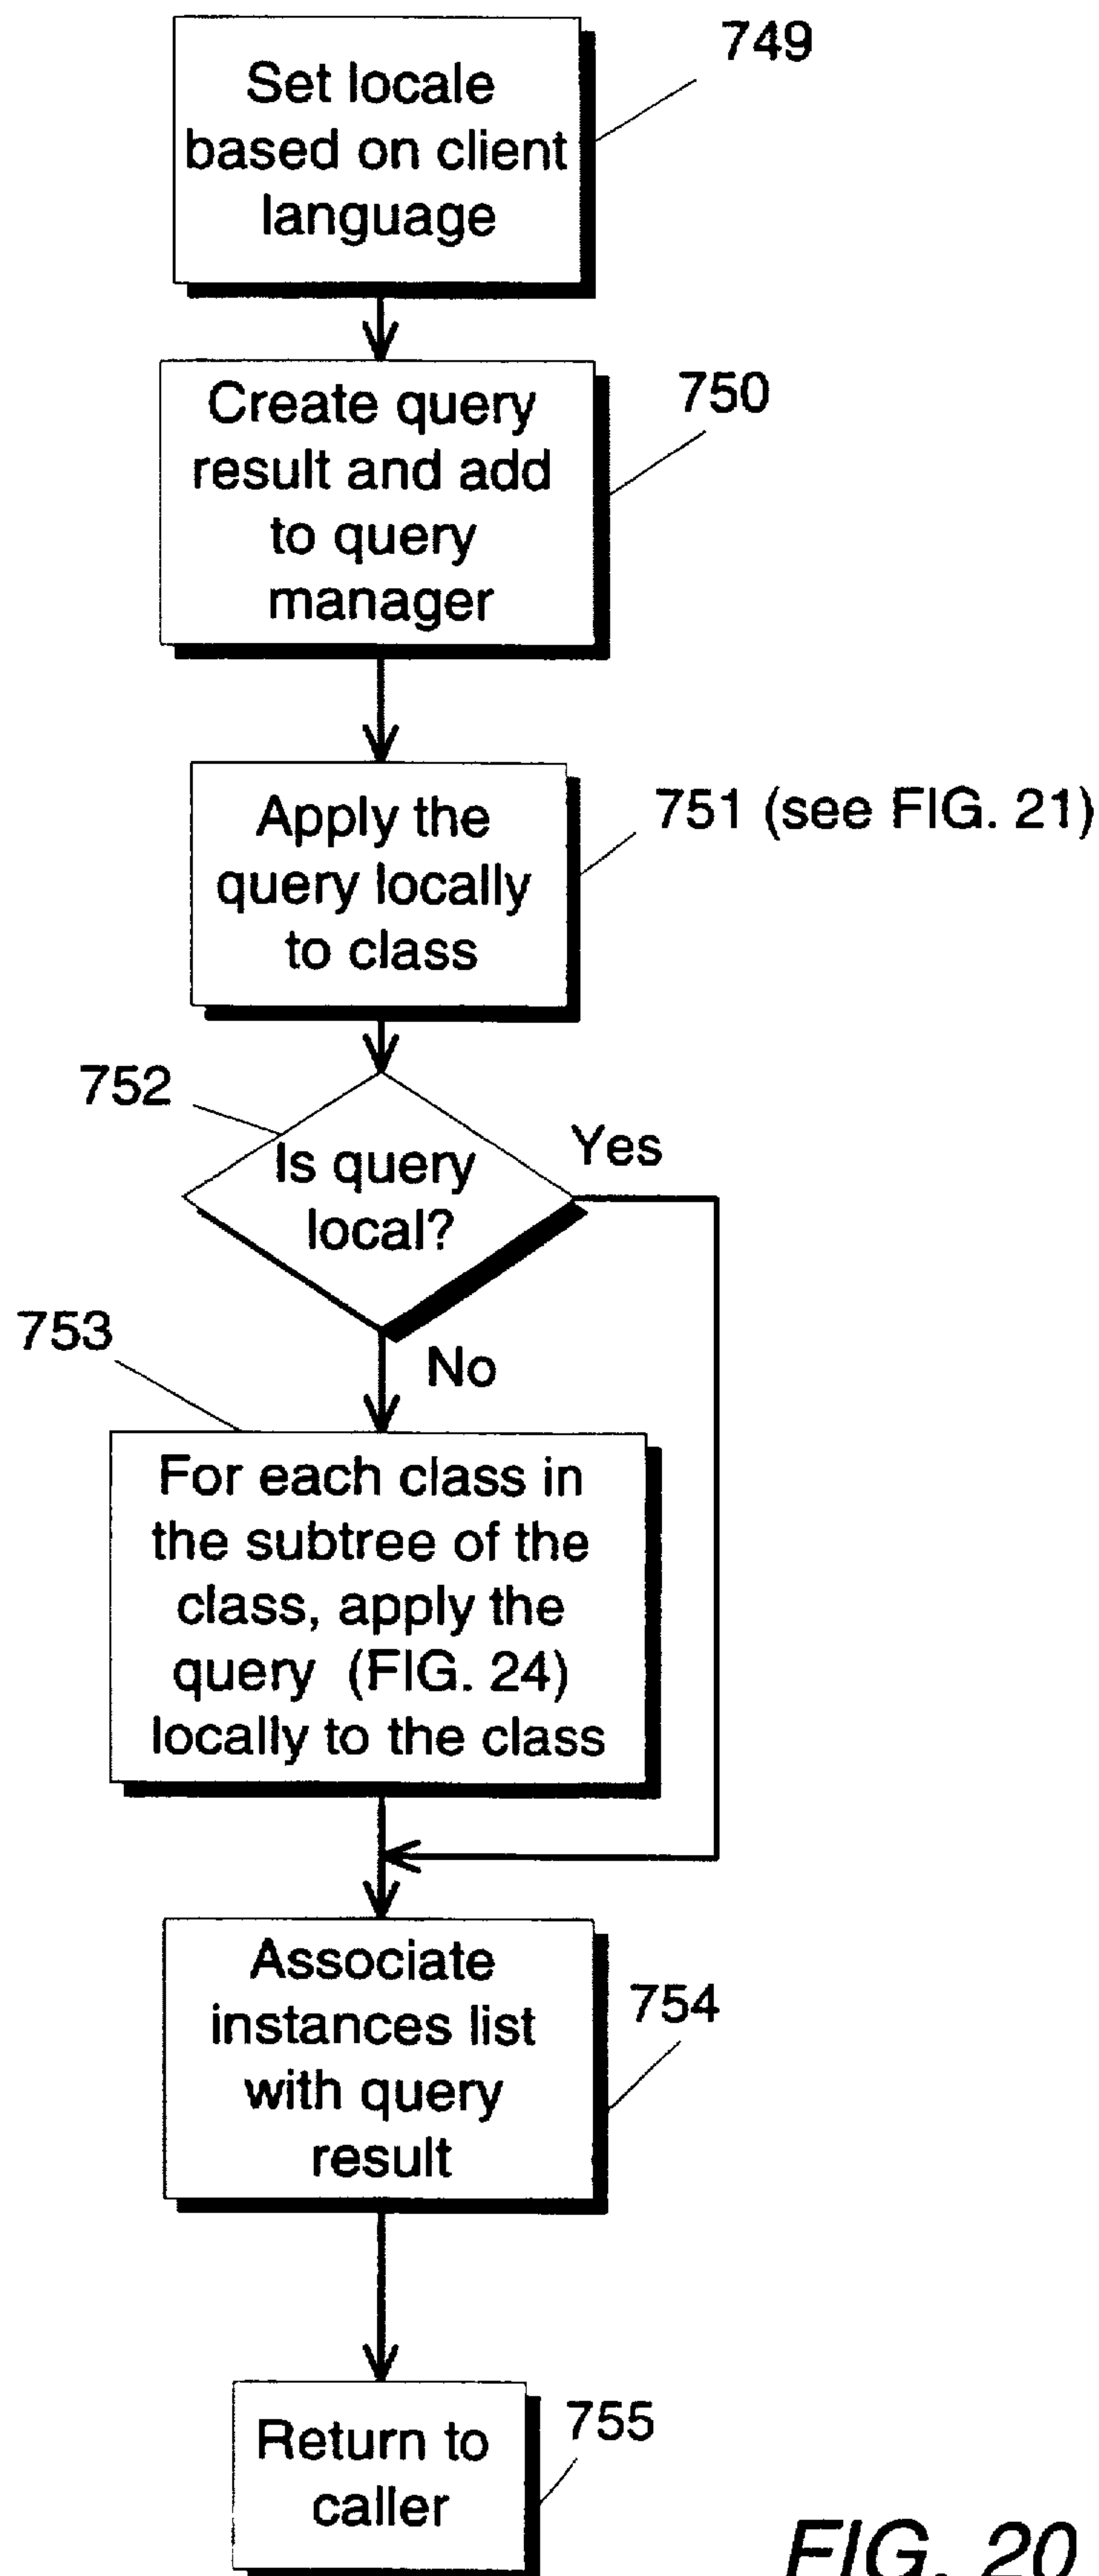 749
Set locale
based on client
language
750
Create query
result and add
to query
manager
751 (see FIG. 21)
Apply the
query locally
to class
752
Is query
local?
Yes
753
No
For each class in
the subtree of the
class, apply the
query (FIG. 24)
locally to the class
754
Associate
instances list
with query
result
755
Return to
caller
FIG. 20